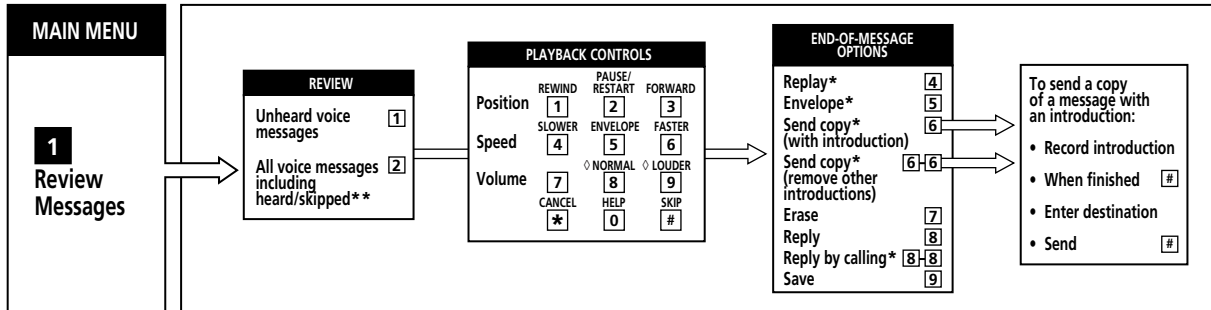 MAIN MENU
1
Review
Messages
REVIEW
Unheard voice 1
messages
All voice messages 2
including
heard/skipped**
PLAYBACK CONTROLS
REWIND PAUSE/ RESTART FORWARD
Position 1 2 3
SLOWER ENVELOPE FASTER
Speed 4 5 6
◊ NORMAL ◊ LOUDER
Volume 7 8 9
CANCEL HELP SKIP
* 0 #
END-OF-MESSAGE
OPTIONS
Replay* 4
Envelope* 5
Send copy* 6
(with introduction)
Send copy* 6-6
(remove other
introductions)
Erase 7
Reply 8
Reply by calling* 8-8
Save 9
To send a copy
of a message with
an introduction:
• Record introduction
• When finished #
• Enter destination
• Send #